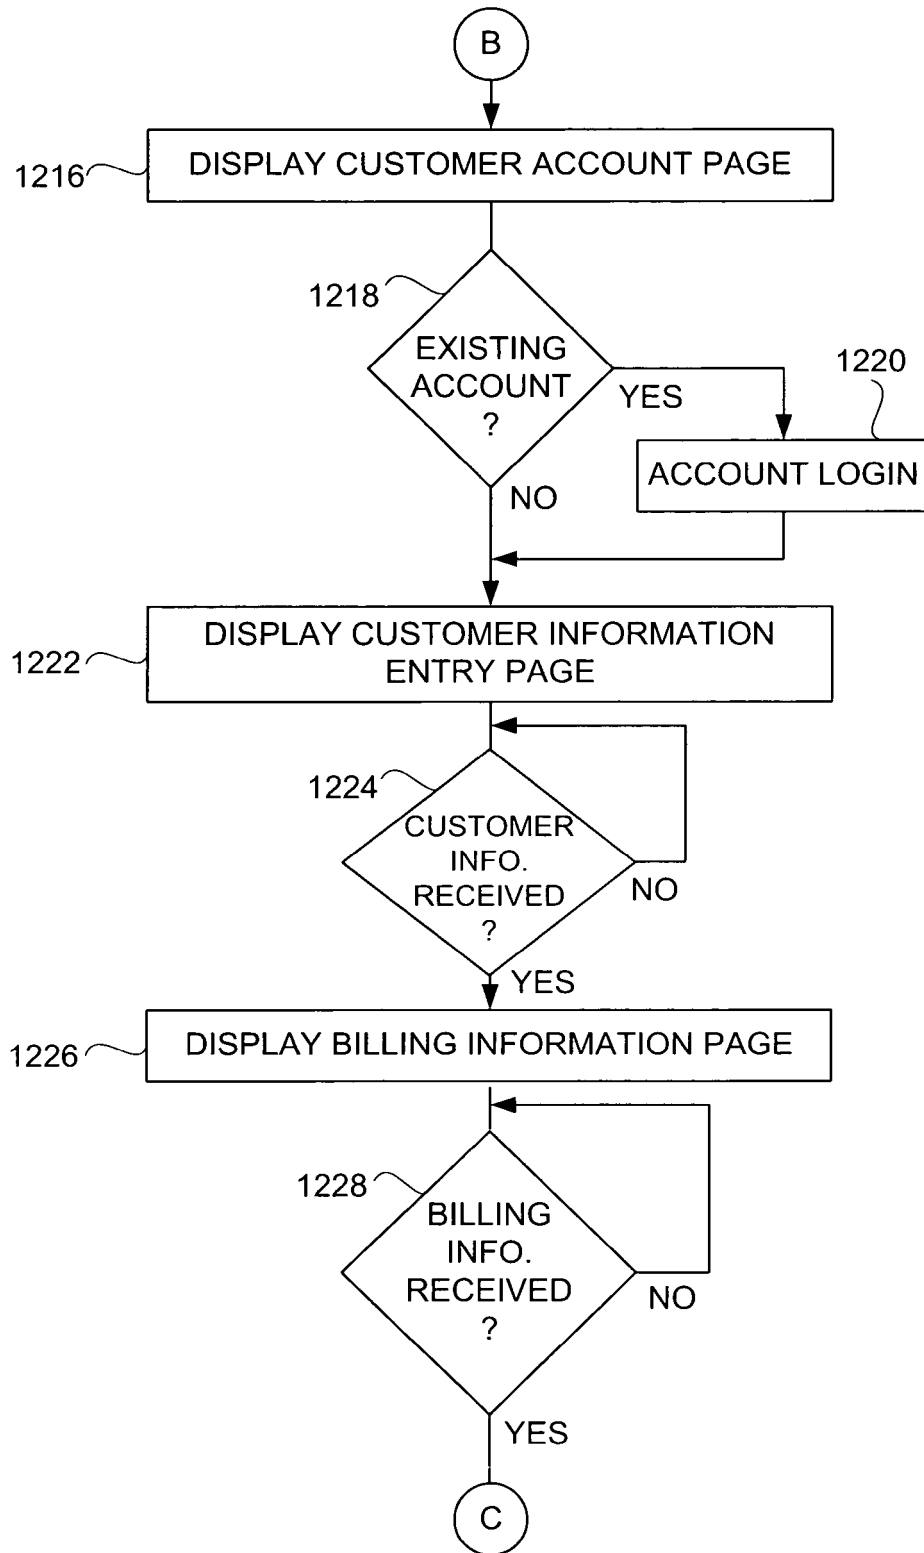 B
DISPLAY CUSTOMER ACCOUNT PAGE
1216
1218
EXISTING
ACCOUNT
?
YES
1220
ACCOUNT LOGIN
NO
DISPLAY CUSTOMER INFORMATION
ENTRY PAGE
1222
1224
CUSTOMER
INFO.
RECEIVED
?
NO
YES
DISPLAY BILLING INFORMATION PAGE
1226
1228
BILLING
INFO.
RECEIVED
?
NO
YES
C